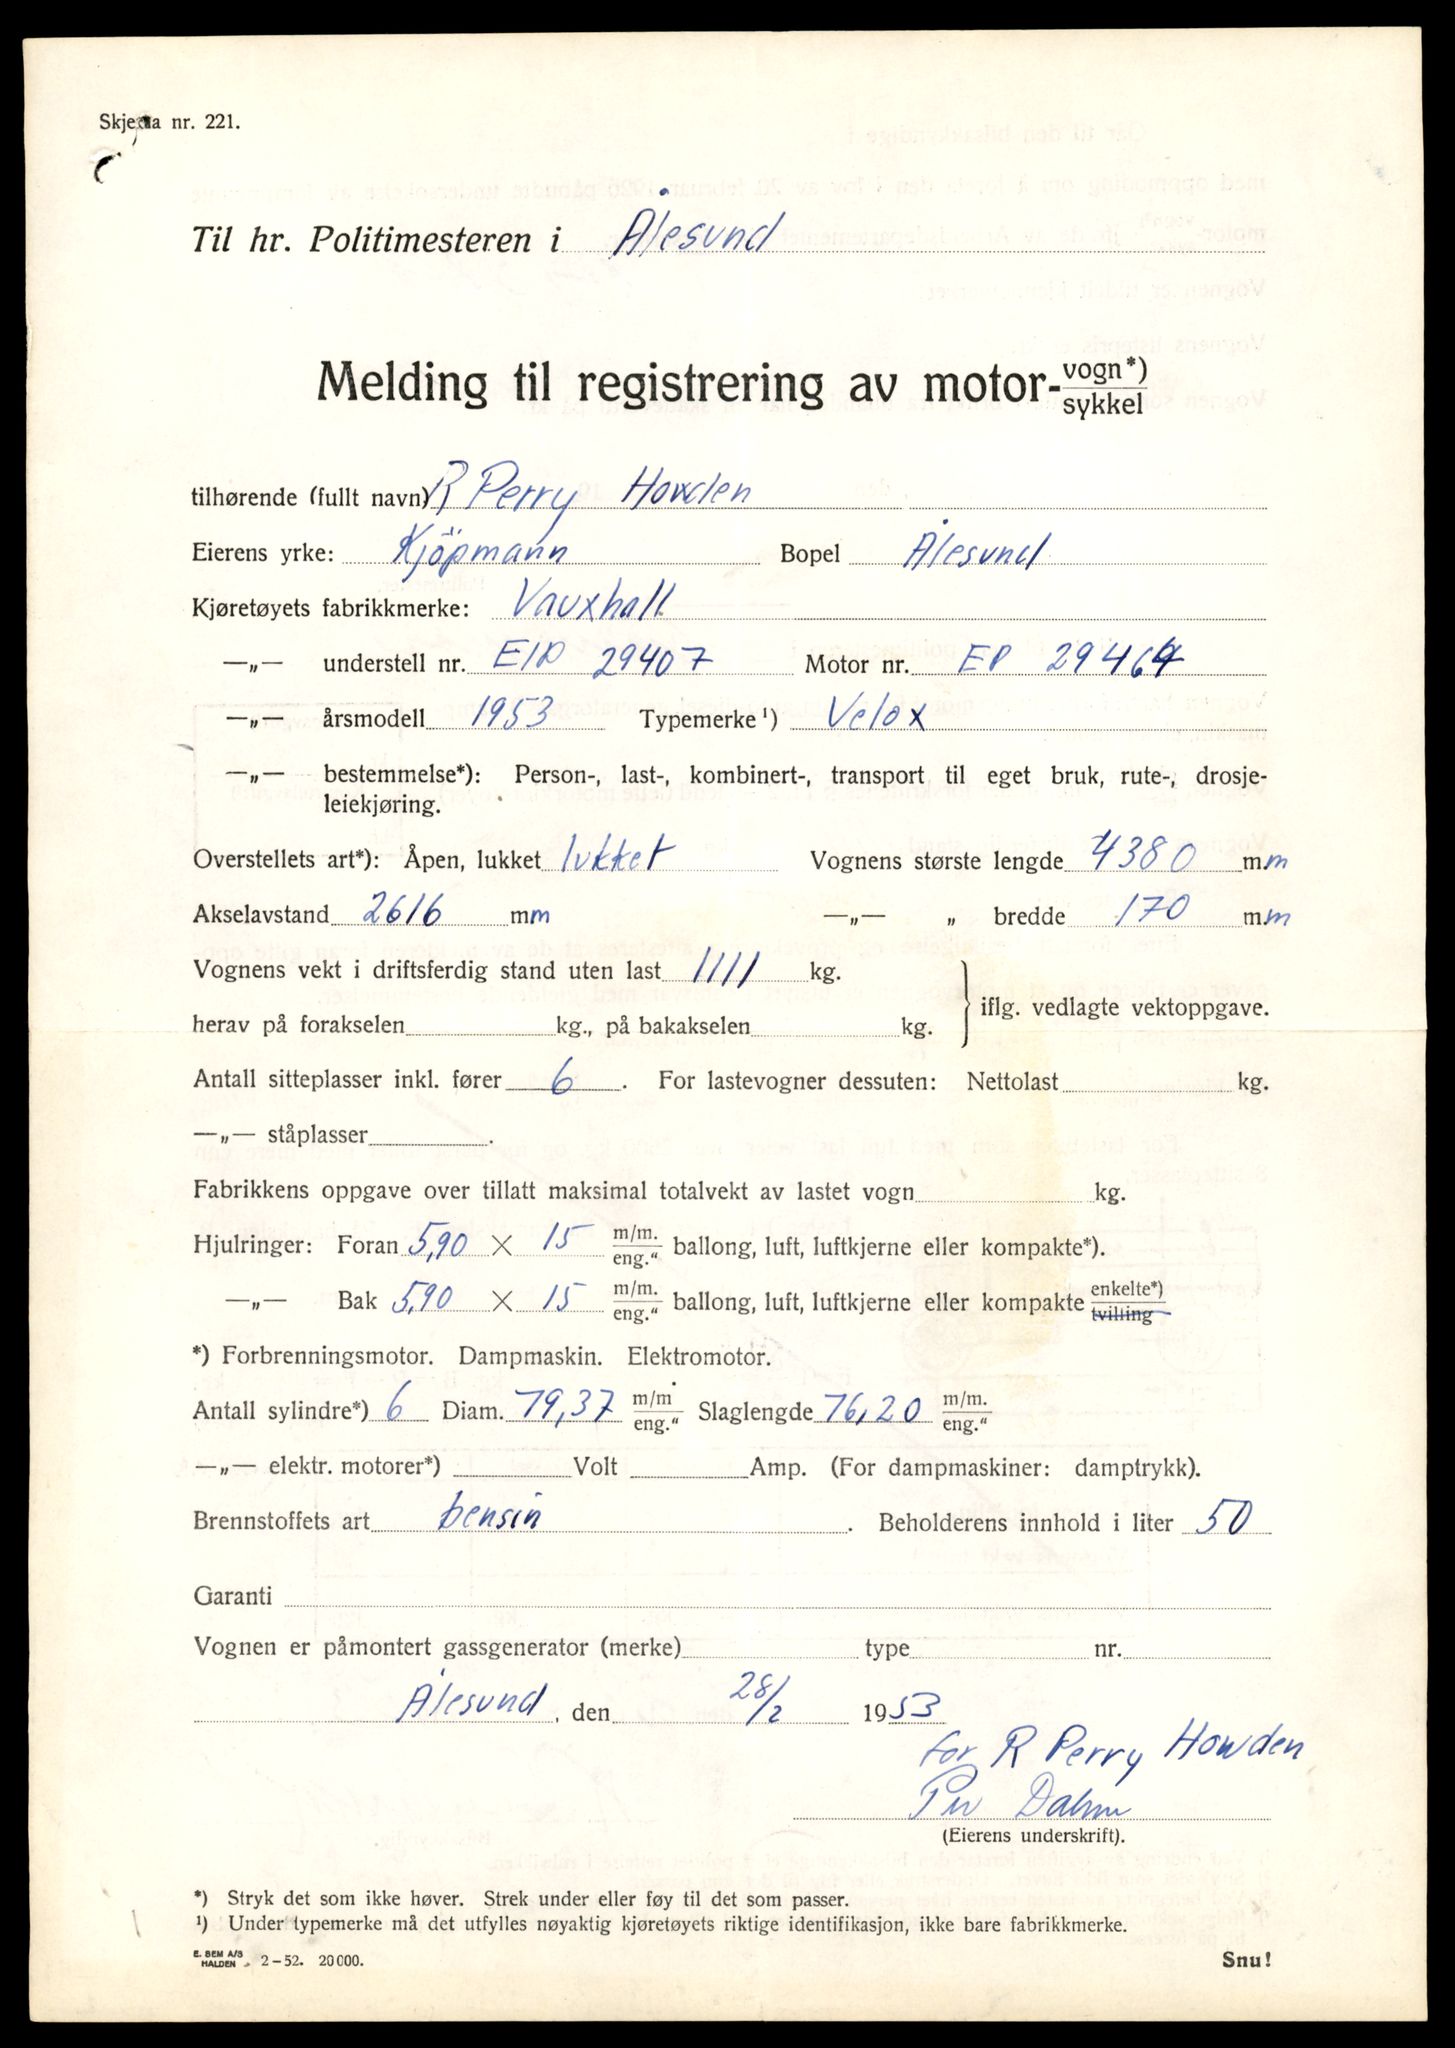 Skjema nr. 221.
Til hr. Politimesteren i Ålesund
Melding til registrering av motor- vogn*) sykkel
tilhørende (fullt navn) R Perry Howden
Eierens yrke: Kjöpmann Bopel Ålesund
Kjøretøyets fabrikkmerke: Vauxhall
—„— understell nr. EIP 29407 Motor nr. EP 29464
—„— årsmodell 1953 Typemerke ¹) Velox
—„— bestemmelse*): Person-, last-, kombinert-, transport til eget bruk, rute-, drosje-
leiekjøring.
Overstellets art*): Åpen, lukket lukket Vognens største lengde 4380 mm
Akselavstand 2616 mm —„— „ bredde 170 mm
Vognens vekt i driftsferdig stand uten last 1111 kg.
herav på forakselen kg., på bakakselen kg. } iflg. vedlagte vektoppgave.
Antall sitteplasser inkl. fører 6 . For lastevogner dessuten: Nettolast kg.
—„— ståplasser .
Fabrikkens oppgave over tillatt maksimal totalvekt av lastet vogn kg.
Hjulringer: Foran 5,90 X 15 m/m. eng.“ ballong, luft, luftkjerne eller kompakte*).
—„— Bak 5,90 X 15 m/m. eng.“ ballong, luft, luftkjerne eller kompakte enkelte*) tvilling
*) Forbrenningsmotor. Dampmaskin. Elektromotor.
Antall sylindre*) 6 Diam. 79,37 m/m eng.“ Slaglengde 76,20 m/m. eng.“
—„— elektr. motorer*) Volt Amp. (For dampmaskiner: damptrykk).
Brennstoffets art bensin . Beholderens innhold i liter 50
Garanti
Vognen er påmontert gassgenerator (merke) type nr.
Ålesund , den 28/2 1953
for R Perry Howden
Dahm
(Eierens underskrift).
*) Stryk det som ikke høver. Strek under eller føy til det som passer.
¹) Under typemerke må det utfylles nøyaktig kjøretøyets riktige identifikasjon, ikke bare fabrikkmerke.
E. SEM A/S
HALDEN . 2–52. 20 000.
Snu!